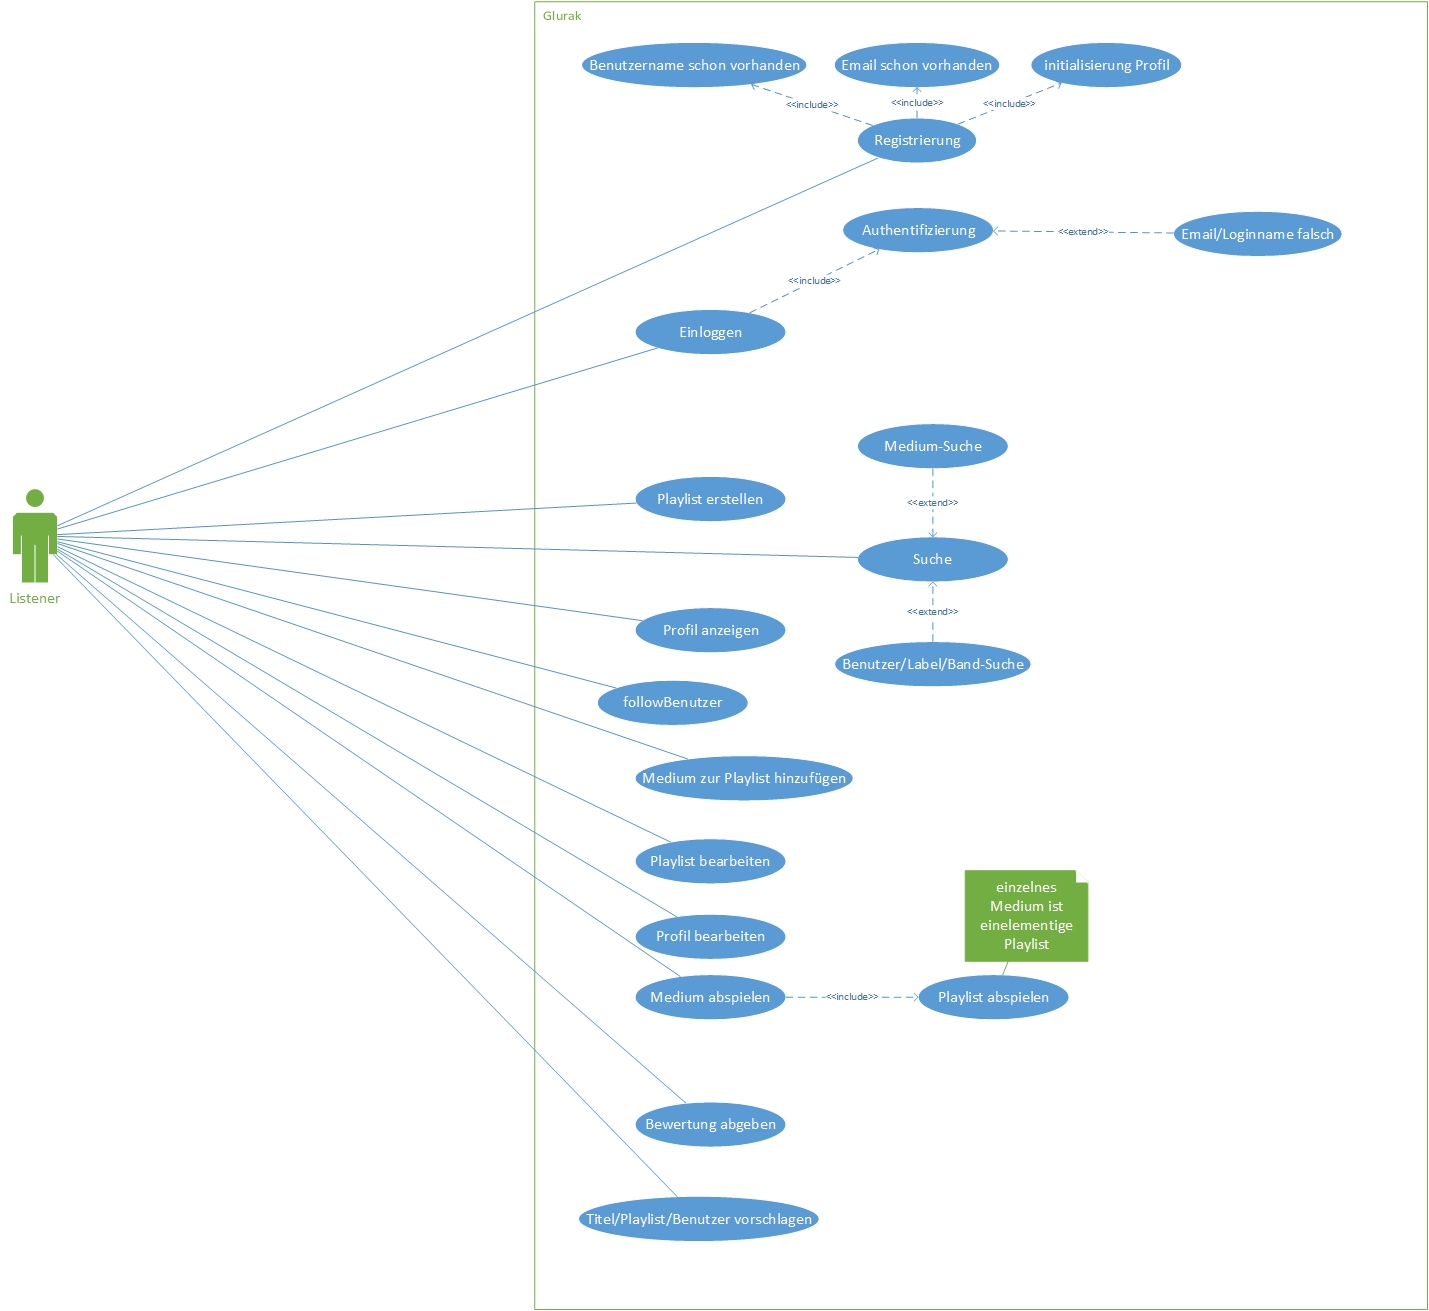 Glurak
Benutzername schon vorhanden
Email schon vorhanden
initialisierung Profil
<<include>>
<<include>>
<<include>>
Registrierung
Authentifizierung
<<extend>>
Email/Loginname falsch
<<include>>
Einloggen
Medium-Suche
Playlist erstellen
<<extend>>
Suche
Listener
<<extend>>
Profil anzeigen
Benutzer/Label/Band-Suche
followBenutzer
Medium zur Playlist hinzufügen
Playlist bearbeiten
einzelnes
Medium ist
einelementige
Playlist
Profil bearbeiten
Medium abspielen
<<include>>
Playlist abspielen
Bewertung abgeben
Titel/Playlist/Benutzer vorschlagen